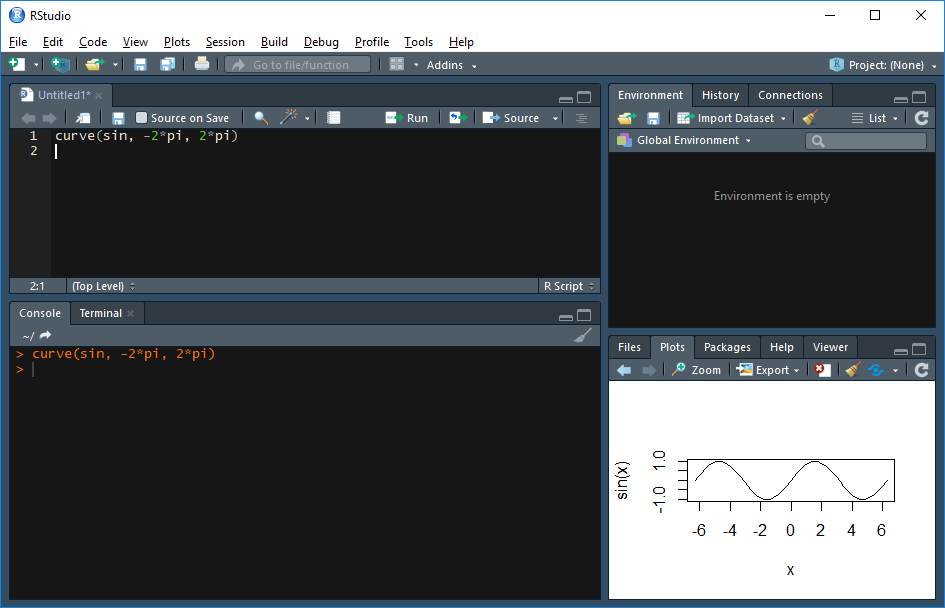 RStudio
File Edit Code View Plots Session Build Debug Profile Tools Help
Go to file/function Addins Project: (None)
Untitled1*
Source on Save Run Source
1 curve(sin, -2*pi, 2*pi)
2
2:1 (Top Level) R Script
Console Terminal
~/
> curve(sin, -2*pi, 2*pi)
>
Environment History Connections
Import Dataset List
Global Environment
Environment is empty
Files Plots Packages Help Viewer
Zoom Export
sin(x)
1.0
-1.0
-6 -4 -2 0 2 4 6
x